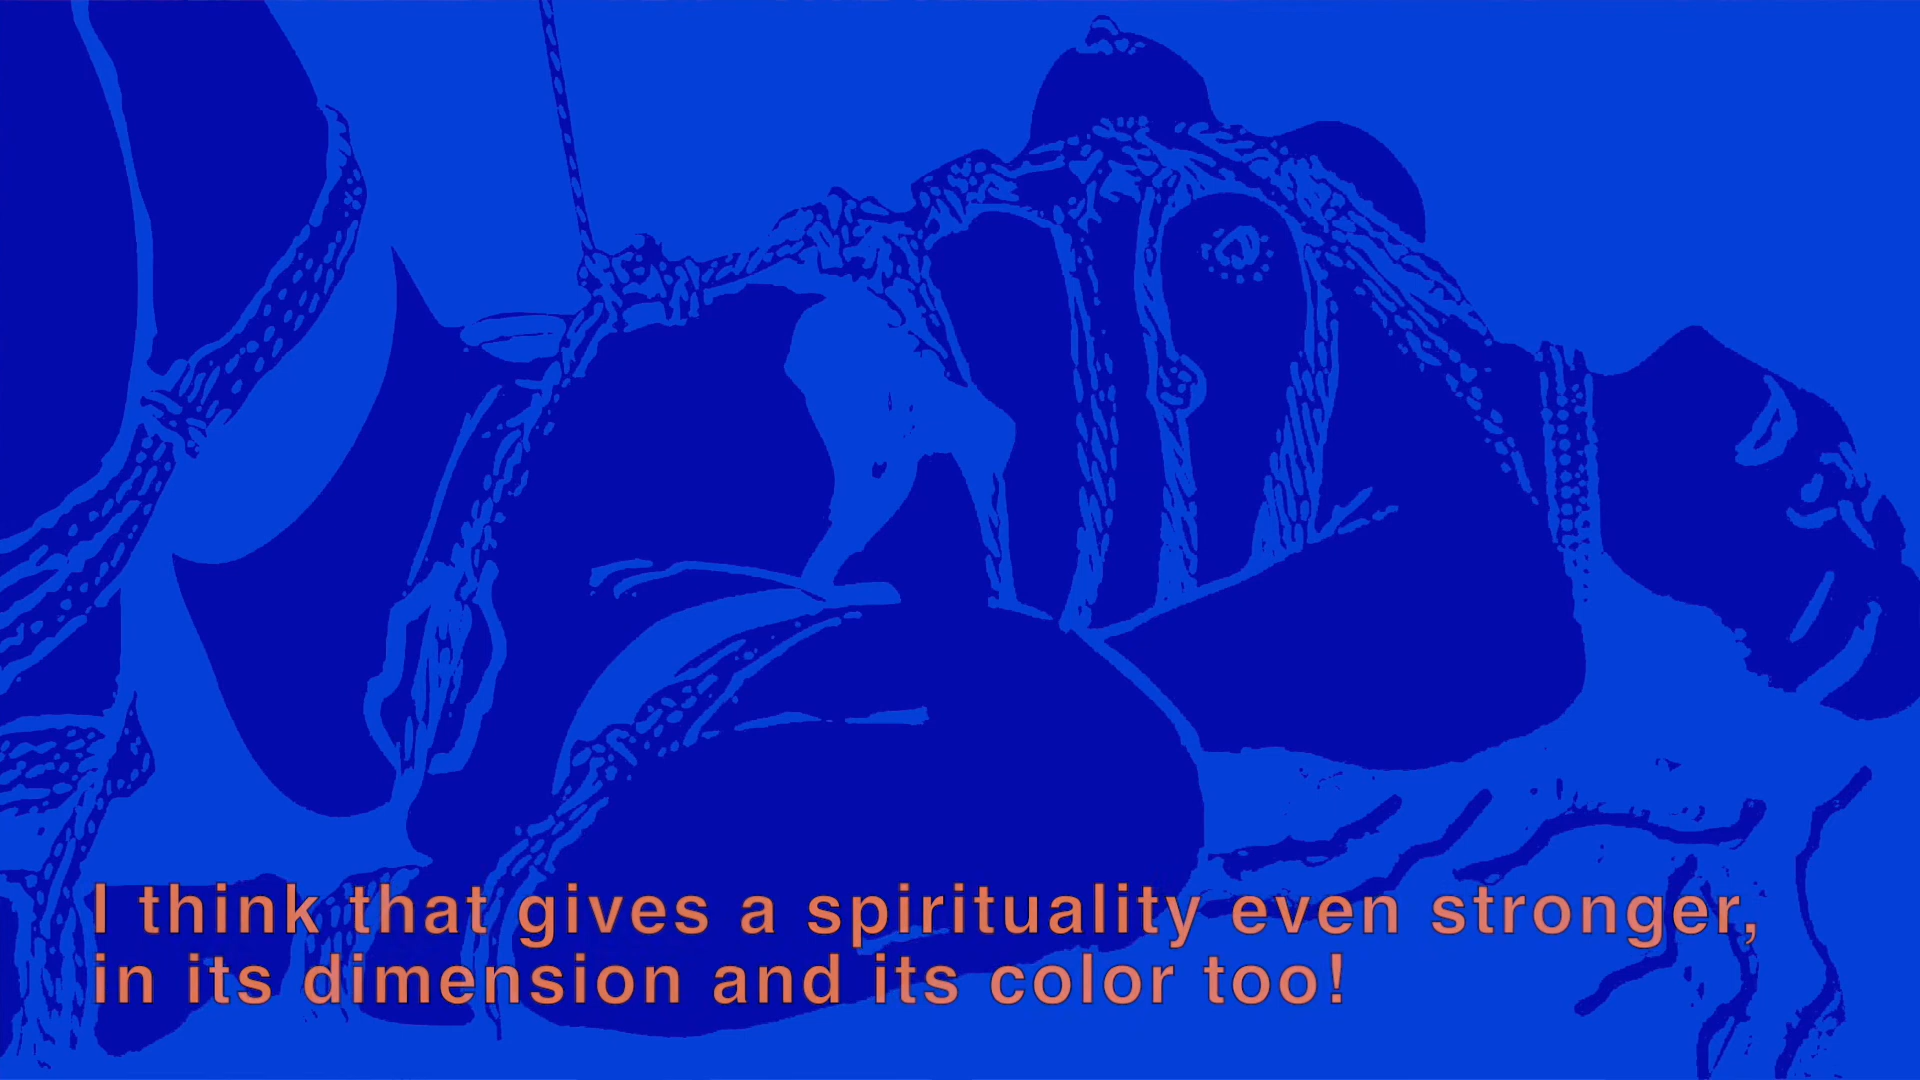 I think that gives a spirituality even stronger,
in its dimension and its color too!